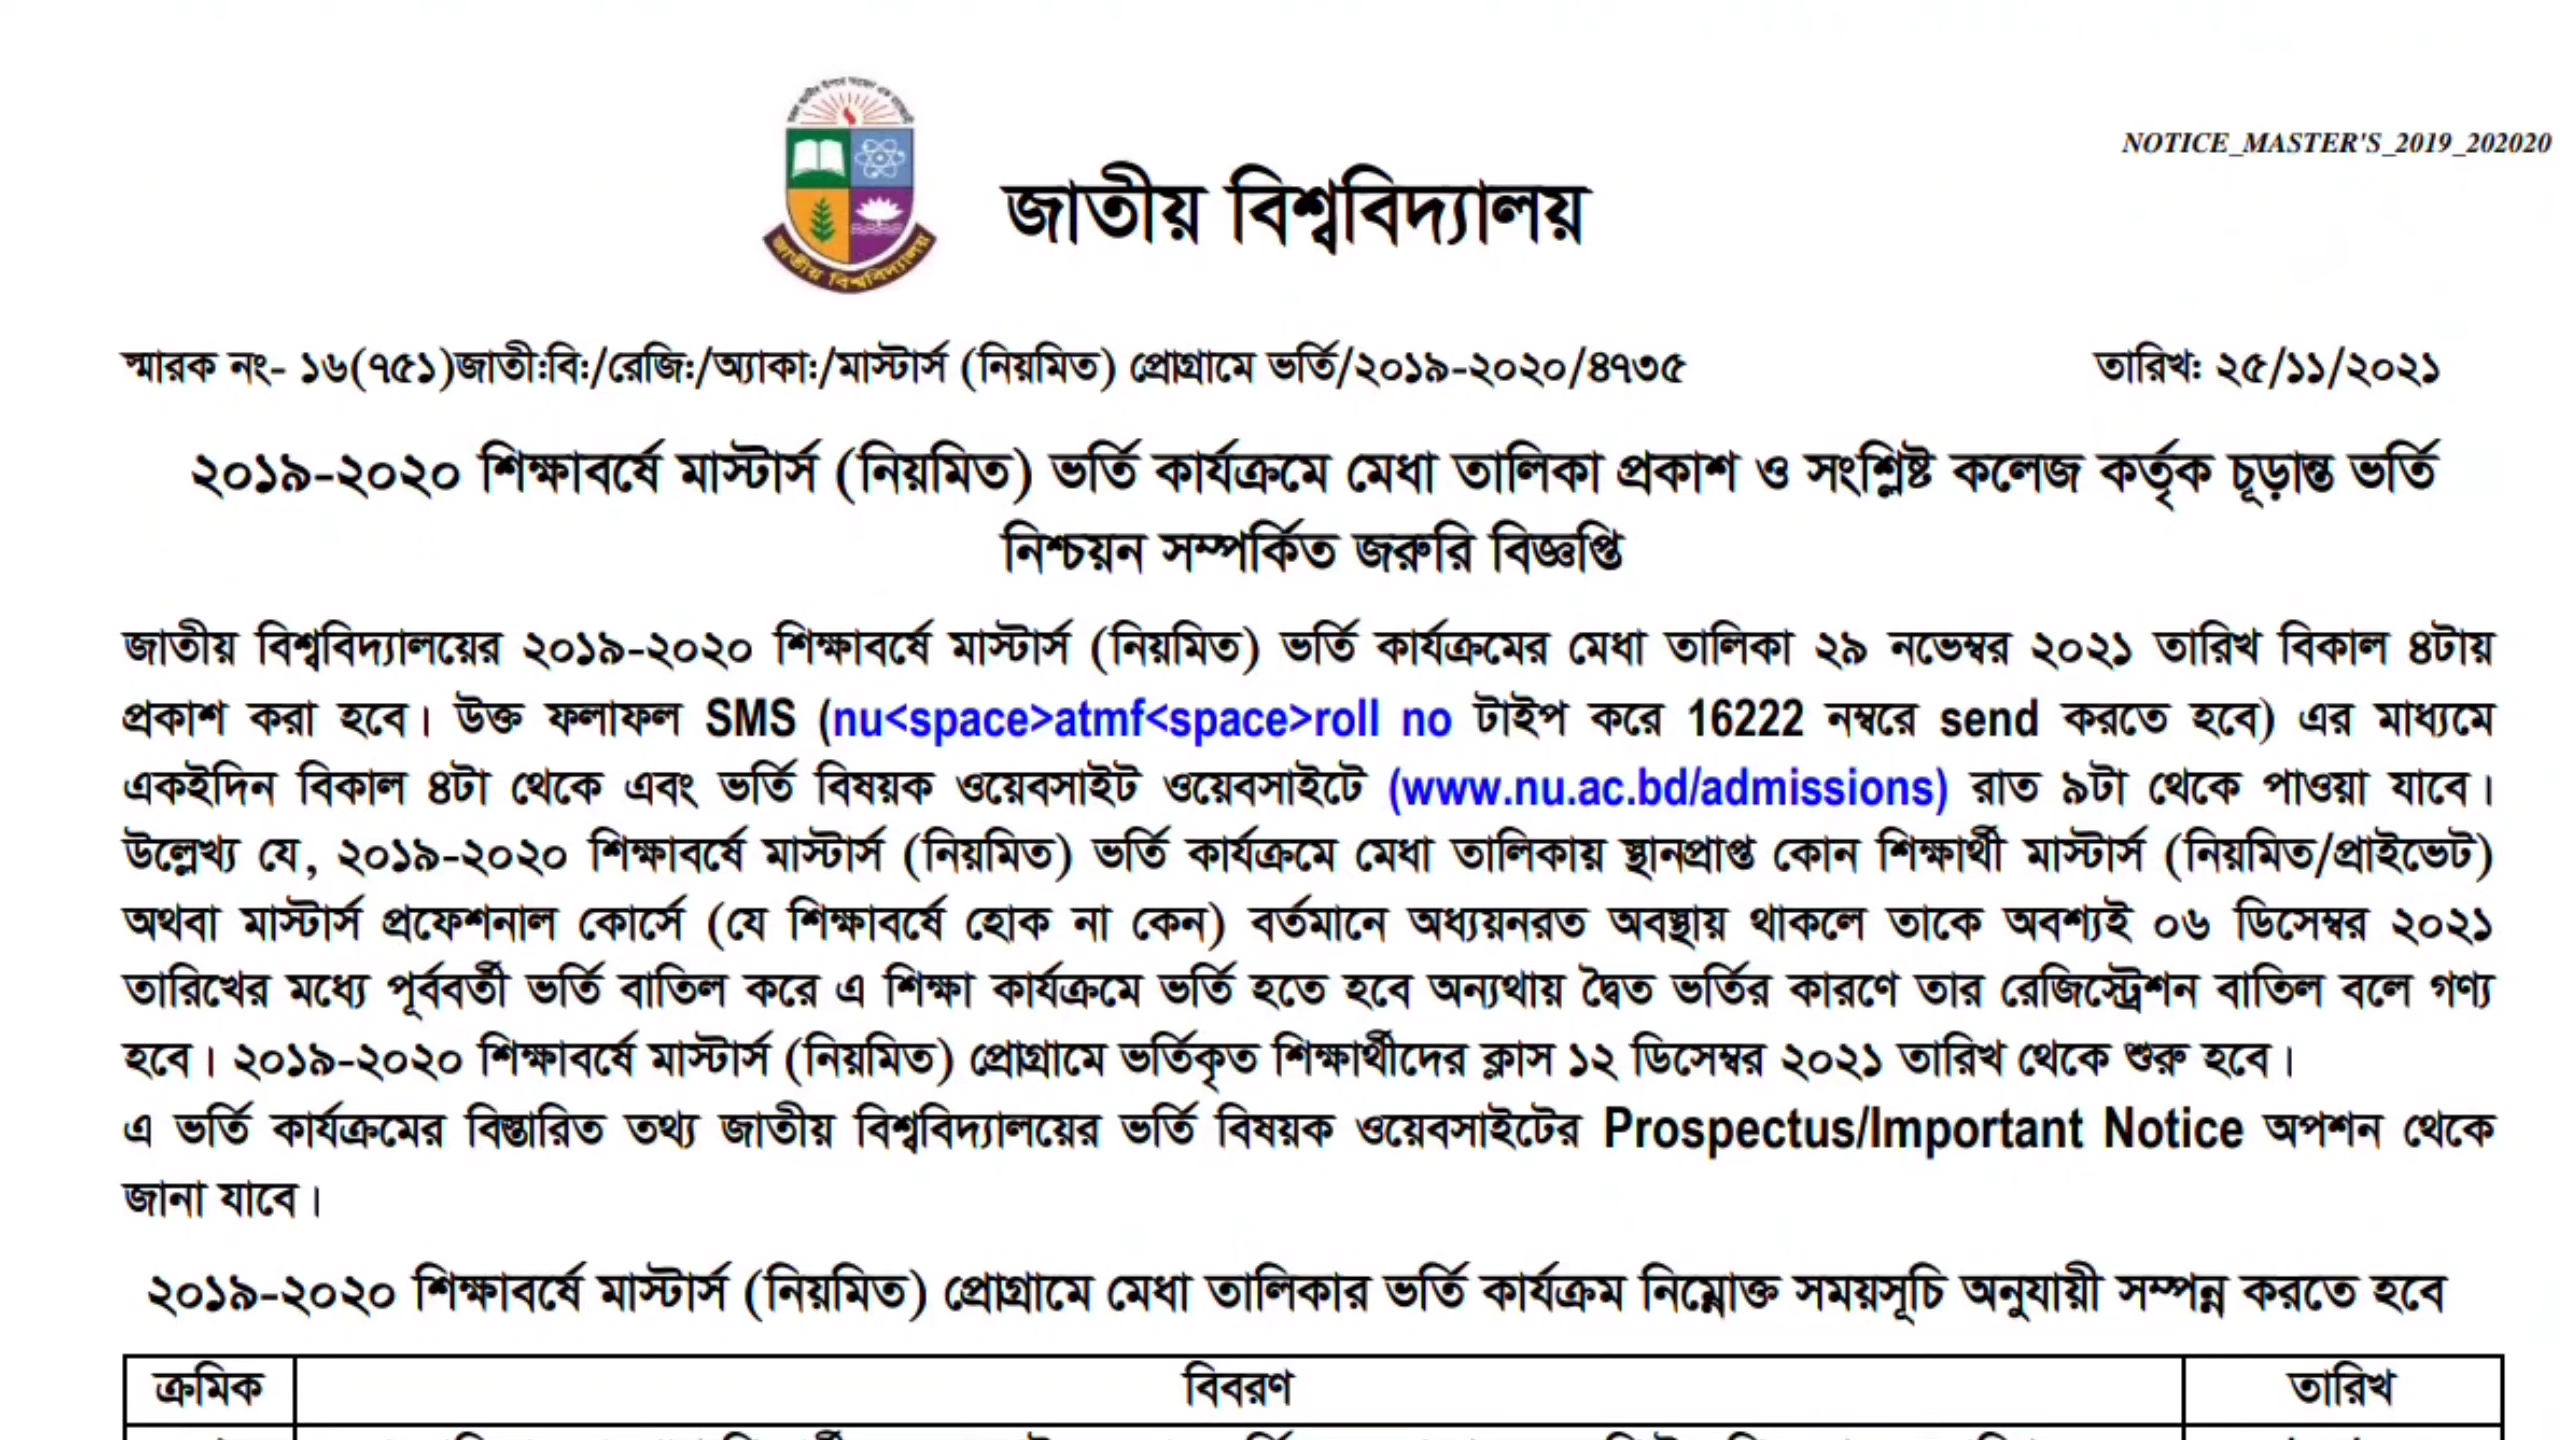 NOTICE_MASTER'S_2019_202020
জাতীয় বিশ্ববিদ্যালয়
জাতীয় বিশ্ববিদ্যালয়
স্মারক নং- ১৬(৭৫১)জাতী:বি:/রেজি:/অ্যাকা:/মাস্টার্স (নিয়মিত) প্রোগ্রামে ভর্তি/২০১৯-২০২০/৪৭৩৫ তারিখ: ২৫/১১/২০২১
২০১৯-২০২০ শিক্ষাবর্ষে মাস্টার্স (নিয়মিত) ভর্তি কার্যক্রমে মেধা তালিকা প্রকাশ ও সংশ্লিষ্ট কলেজ কর্তৃক চূড়ান্ত ভর্তি
নিশ্চয়ন সম্পর্কিত জরুরি বিজ্ঞপ্তি
জাতীয় বিশ্ববিদ্যালয়ের ২০১৯-২০২০ শিক্ষাবর্ষে মাস্টার্স (নিয়মিত) ভর্তি কার্যক্রমের মেধা তালিকা ২৯ নভেম্বর ২০২১ তারিখ বিকাল ৪টায়
প্রকাশ করা হবে। উক্ত ফলাফল SMS (nu<space>atmf<space>roll no টাইপ করে 16222 নম্বরে send করতে হবে) এর মাধ্যমে
একইদিন বিকাল ৪টা থেকে এবং ভর্তি বিষয়ক ওয়েবসাইট ওয়েবসাইটে (www.nu.ac.bd/admissions) রাত ৯টা থেকে পাওয়া যাবে।
উল্লেখ্য যে, ২০১৯-২০২০ শিক্ষাবর্ষে মাস্টার্স (নিয়মিত) ভর্তি কার্যক্রমে মেধা তালিকায় স্থানপ্রাপ্ত কোন শিক্ষার্থী মাস্টার্স (নিয়মিত/প্রাইভেট)
অথবা মাস্টার্স প্রফেশনাল কোর্সে (যে শিক্ষাবর্ষে হোক না কেন) বর্তমানে অধ্যয়নরত অবস্থায় থাকলে তাকে অবশ্যই ০৬ ডিসেম্বর ২০২১
তারিখের মধ্যে পূর্ববর্তী ভর্তি বাতিল করে এ শিক্ষা কার্যক্রমে ভর্তি হতে হবে অন্যথায় দ্বৈত ভর্তির কারণে তার রেজিস্ট্রেশন বাতিল বলে গণ্য
হবে। ২০১৯-২০২০ শিক্ষাবর্ষে মাস্টার্স (নিয়মিত) প্রোগ্রামে ভর্তিকৃত শিক্ষার্থীদের ক্লাস ১২ ডিসেম্বর ২০২১ তারিখ থেকে শুরু হবে।
এ ভর্তি কার্যক্রমের বিস্তারিত তথ্য জাতীয় বিশ্ববিদ্যালয়ের ভর্তি বিষয়ক ওয়েবসাইটের Prospectus/Important Notice অপশন থেকে
জানা যাবে।
২০১৯-২০২০ শিক্ষাবর্ষে মাস্টার্স (নিয়মিত) প্রোগ্রামে মেধা তালিকার ভর্তি কার্যক্রম নিম্নোক্ত সময়সূচি অনুযায়ী সম্পন্ন করতে হবে
ক্রমিক বিবরণ তারিখ